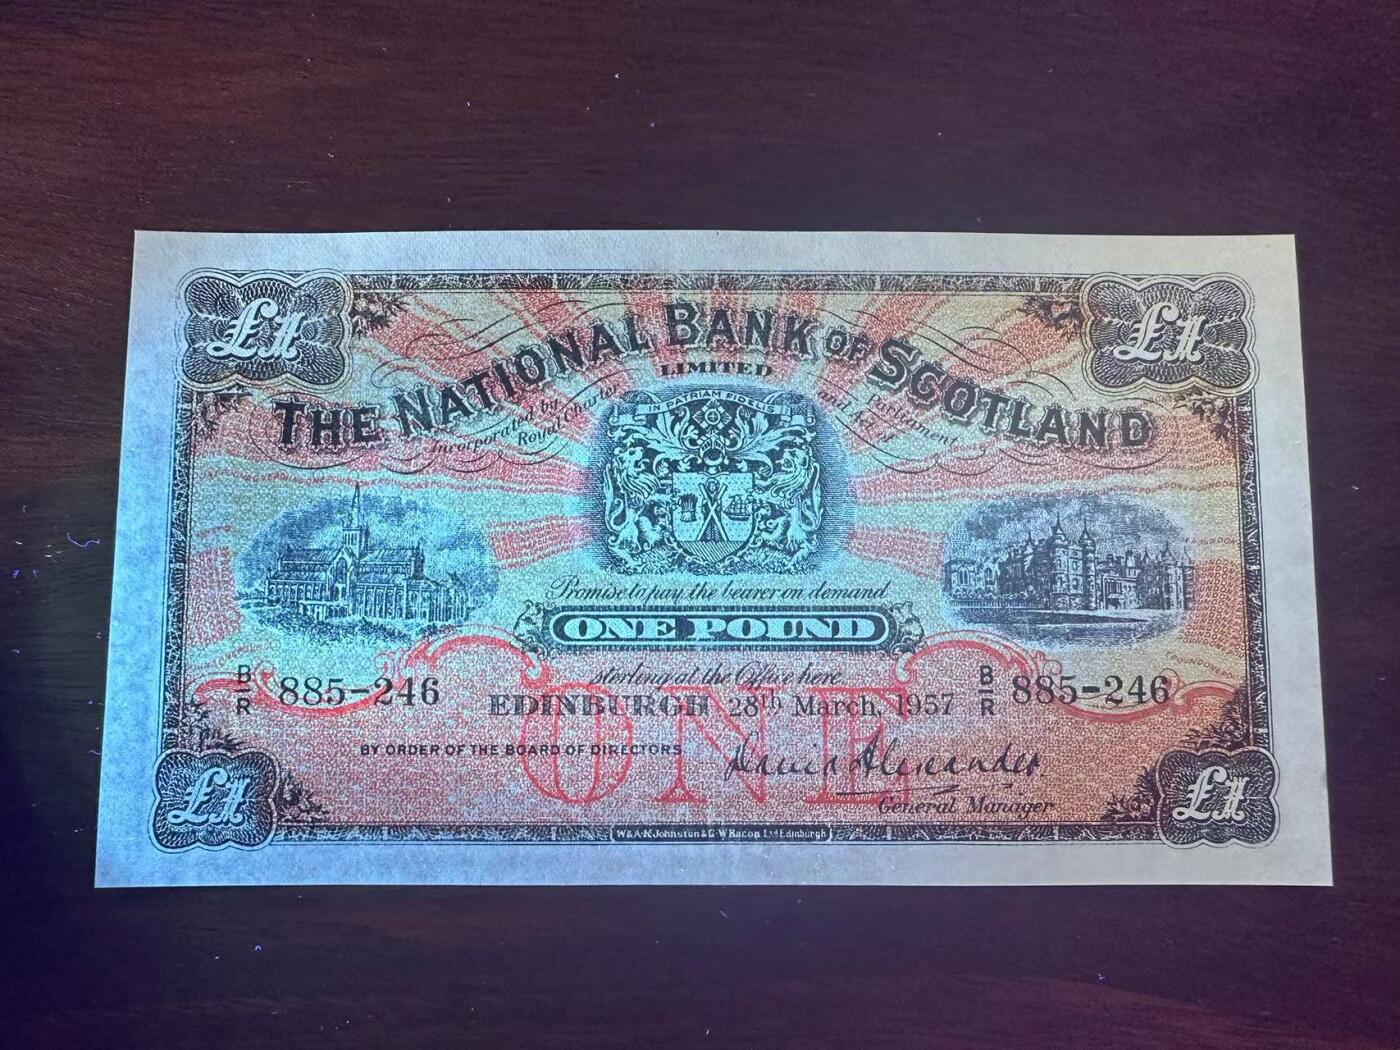 £1
£1
THE NATIONAL BANK OF SCOTLAND
LIMITED
Incorporated by Royal Charter
and Act of Parliament
IN PATRIAM FIDELIS
Promise to pay the bearer on demand
ONE POUND
sterling at the Office here
B/R 885-246
EDINBURGH 28th March, 1957
B/R 885-246
ONE
BY ORDER OF THE BOARD OF DIRECTORS
David Alexander
General Manager
£1
£1
W & A.K. Johnston & G.W. Bacon Ltd Edinburgh